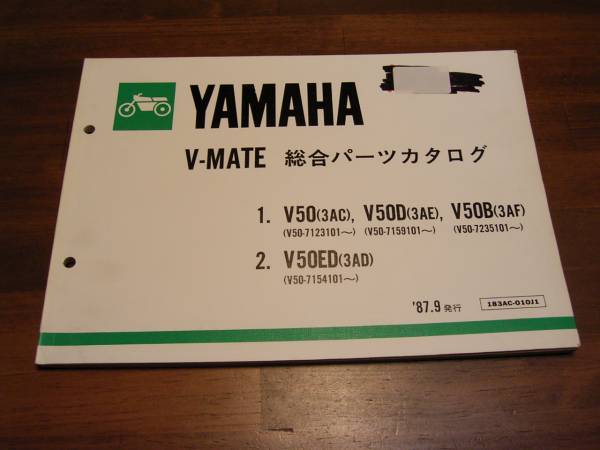 YAMAHA
V-MATE 総合パーツカタログ
1. V50(3AC), V50D(3AE), V50B(3AF)
(V50-7123101～) (V50-7159101～) (V50-7235101～)
2. V50ED(3AD)
(V50-7154101～)
'87.9 発行 183AC-010J1